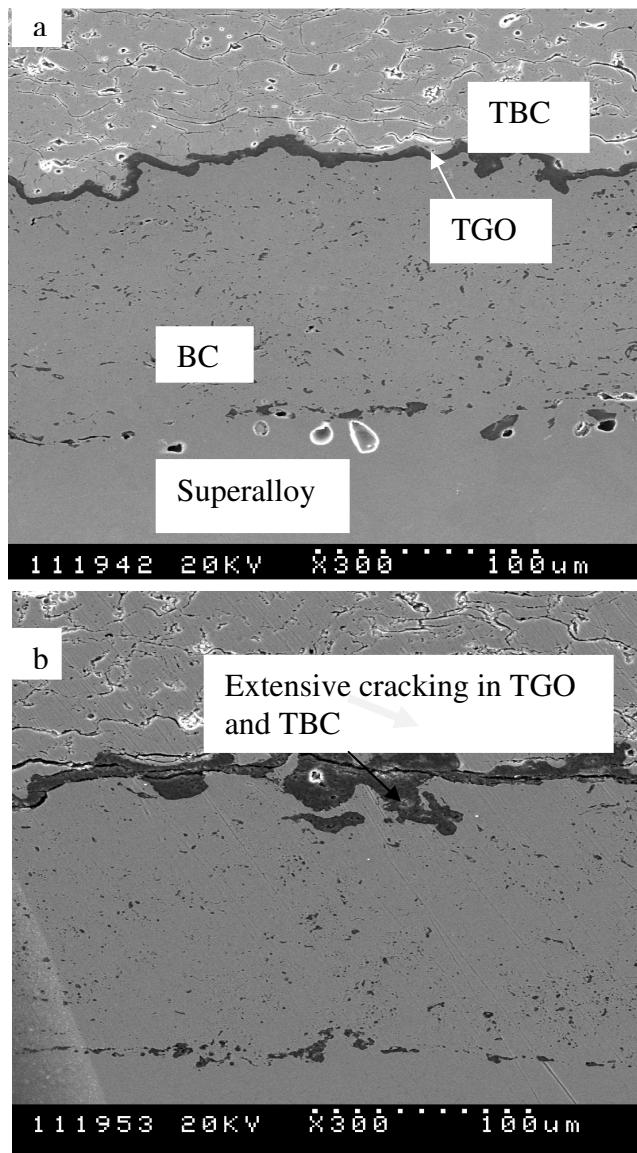 a
TBC
TGO
BC
Superalloy
111942 20KV X300 100um
b
Extensive cracking in TGO
and TBC
111953 20KV X300 100um